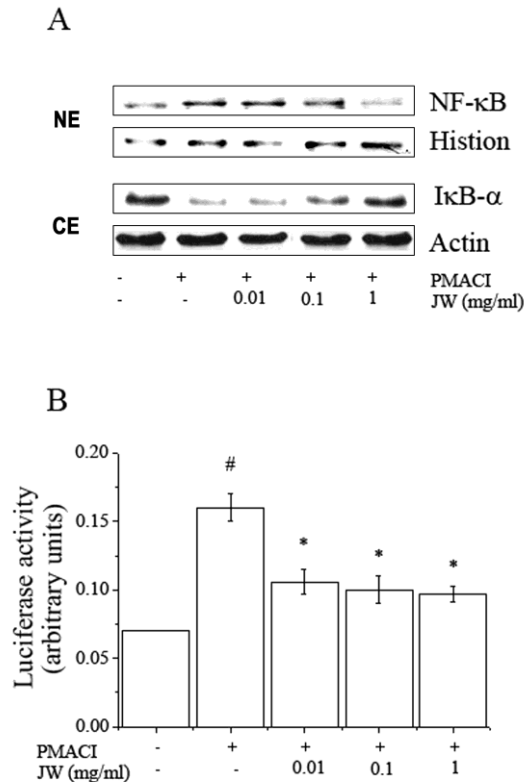 A
NE
NF-κB
Histion
CE
IκB-α
Actin
- + + + + PMACI
- - 0.01 0.1 1 JW (mg/ml)
B
Luciferase activity
(arbitrary units)
0.20
#
0.15
* * *
0.10
0.05
0.00
PMACI - + + + +
JW (mg/ml) - - 0.01 0.1 1